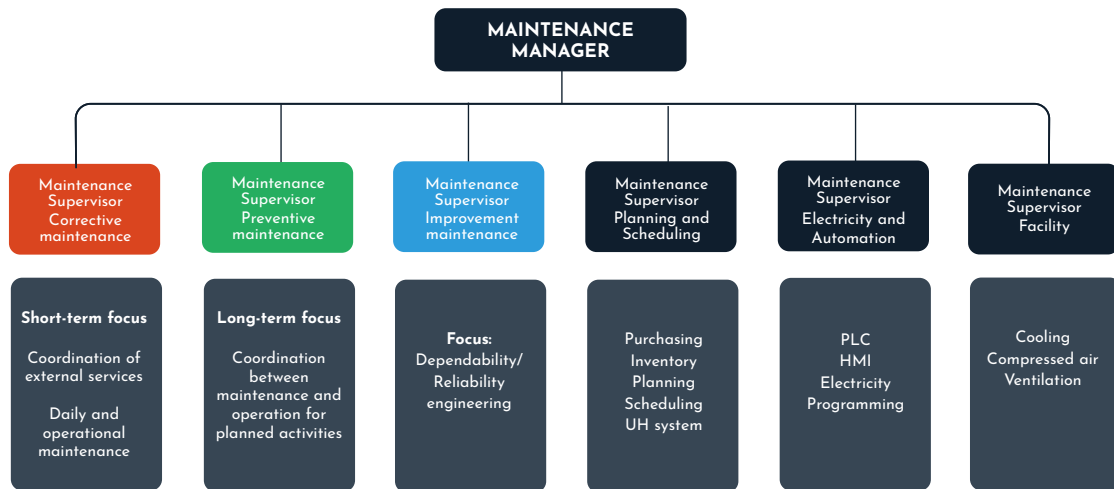 MAINTENANCE
MANAGER
Maintenance
Supervisor
Corrective
maintenance
Maintenance
Supervisor
Preventive
maintenance
Maintenance
Supervisor
Improvement
maintenance
Maintenance
Supervisor
Planning and
Scheduling
Maintenance
Supervisor
Electricity and
Automation
Maintenance
Supervisor
Facility
Short-term focus
Coordination of
external services
Daily and
operational
maintenance
Long-term focus
Coordination
between
maintenance and
operation for
planned activities
Focus:
Dependability/
Reliability
engineering
Purchasing
Inventory
Planning
Scheduling
UH system
PLC
HMI
Electricity
Programming
Cooling
Compressed air
Ventilation